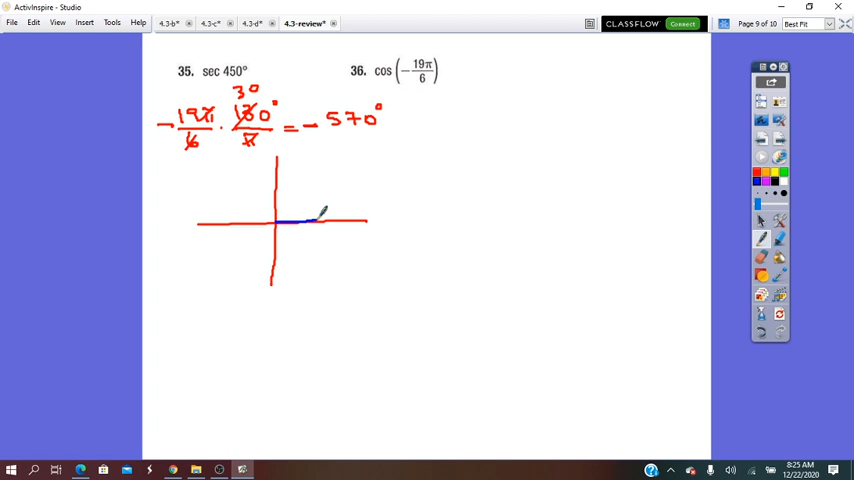 ActivInspire - Studio
File Edit View Insert Tools Help
4.3-b* 4.3-c* 4.3-d* 4.3-review*
CLASSFLOW Connect
Page 9 of 10
Best Fit
35. sec 450°
36. cos (−19π/6)
30
−19π/6 · 180°/π = −570°
8:25 AM
12/22/2020